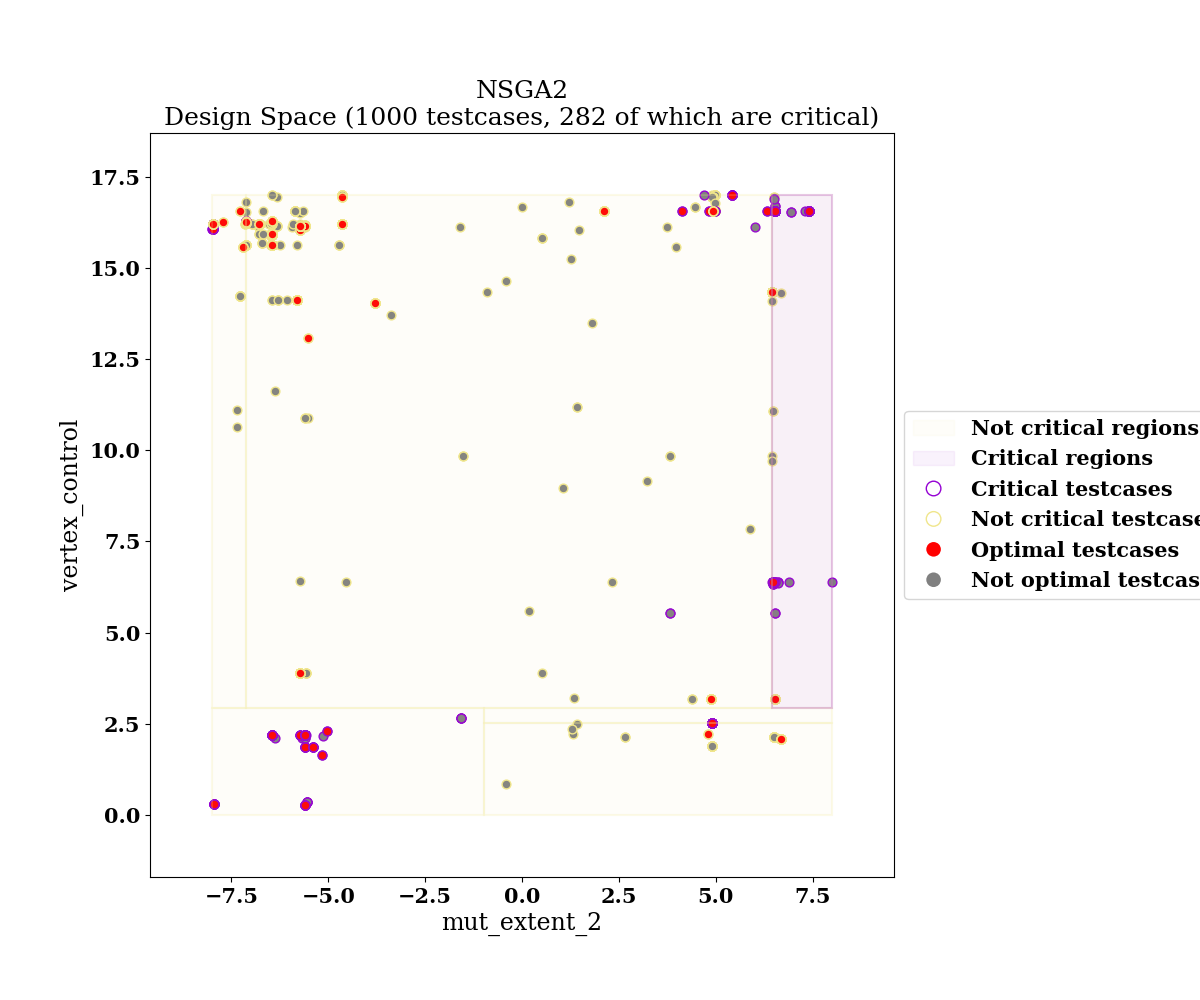 NSGA2
Design Space (1000 testcases, 282 of which are critical)
17.5
15.0
12.5
10.0
7.5
5.0
2.5
0.0
vertex_control
−7.5 −5.0 −2.5 0.0 2.5 5.0 7.5
mut_extent_2
Not critical regions
Critical regions
Critical testcases
Not critical testcase
Optimal testcases
Not optimal testcas